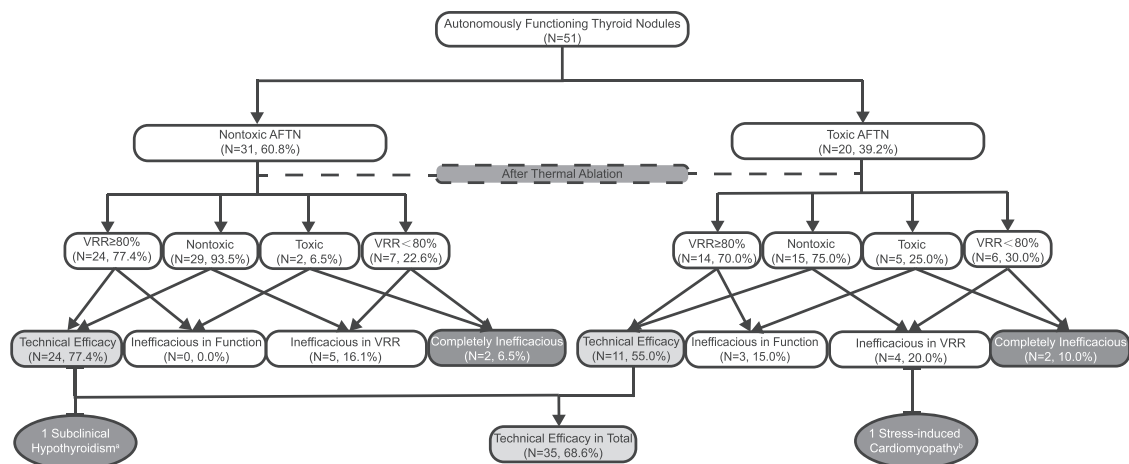 Autonomously Functioning Thyroid Nodules
(N=51)
Nontoxic AFTN
(N=31, 60.8%)
Toxic AFTN
(N=20, 39.2%)
After Thermal Ablation
VRR≥80%
(N=24, 77.4%)
Nontoxic
(N=29, 93.5%)
Toxic
(N=2, 6.5%)
VRR<80%
(N=7, 22.6%)
VRR≥80%
(N=14, 70.0%)
Nontoxic
(N=15, 75.0%)
Toxic
(N=5, 25.0%)
VRR<80%
(N=6, 30.0%)
Technical Efficacy
(N=24, 77.4%)
Inefficacious in Function
(N=0, 0.0%)
Inefficacious in VRR
(N=5, 16.1%)
Completely Inefficacious
(N=2, 6.5%)
Technical Efficacy
(N=11, 55.0%)
Inefficacious in Function
(N=3, 15.0%)
Inefficacious in VRR
(N=4, 20.0%)
Completely Inefficacious
(N=2, 10.0%)
1 Subclinical
Hypothyroidismᵃ
Technical Efficacy in Total
(N=35, 68.6%)
1 Stress-induced
Cardiomyopathyᵇ